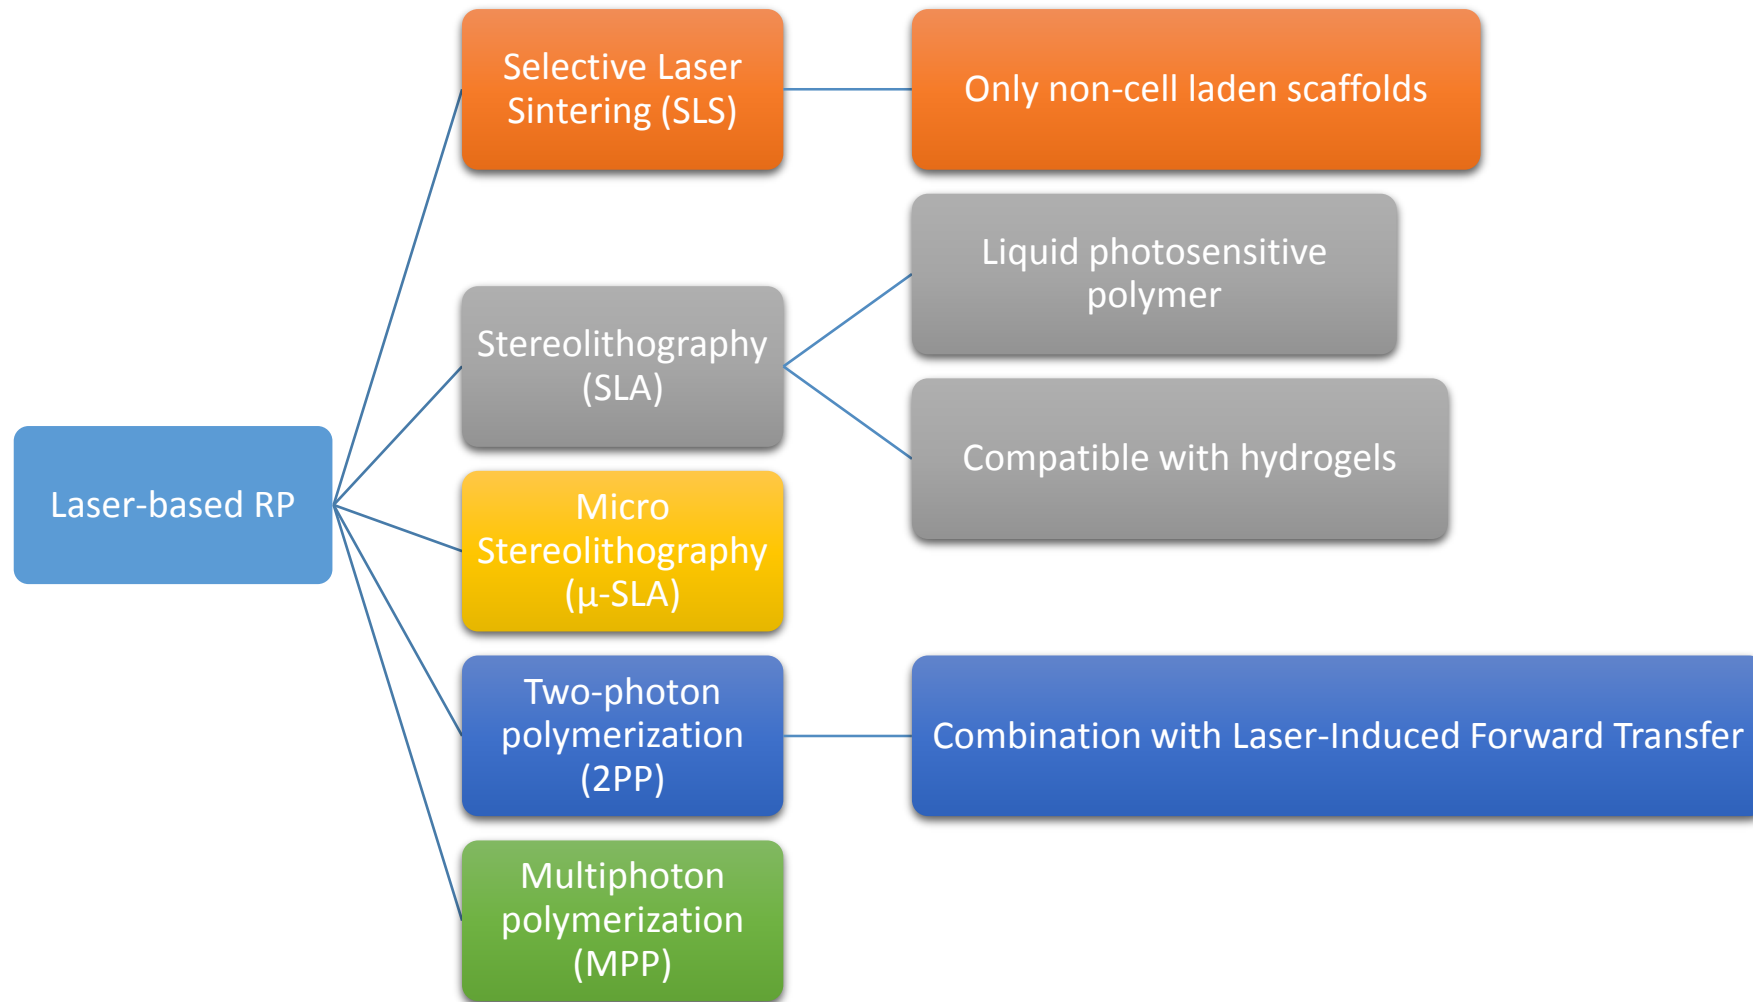 Laser-based RP
Selective Laser
Sintering (SLS)
Only non-cell laden scaffolds
Stereolithography
(SLA)
Liquid photosensitive
polymer
Compatible with hydrogels
Micro
Stereolithography
(µ-SLA)
Two-photon
polymerization
(2PP)
Combination with Laser-Induced Forward Transfer
Multiphoton
polymerization
(MPP)